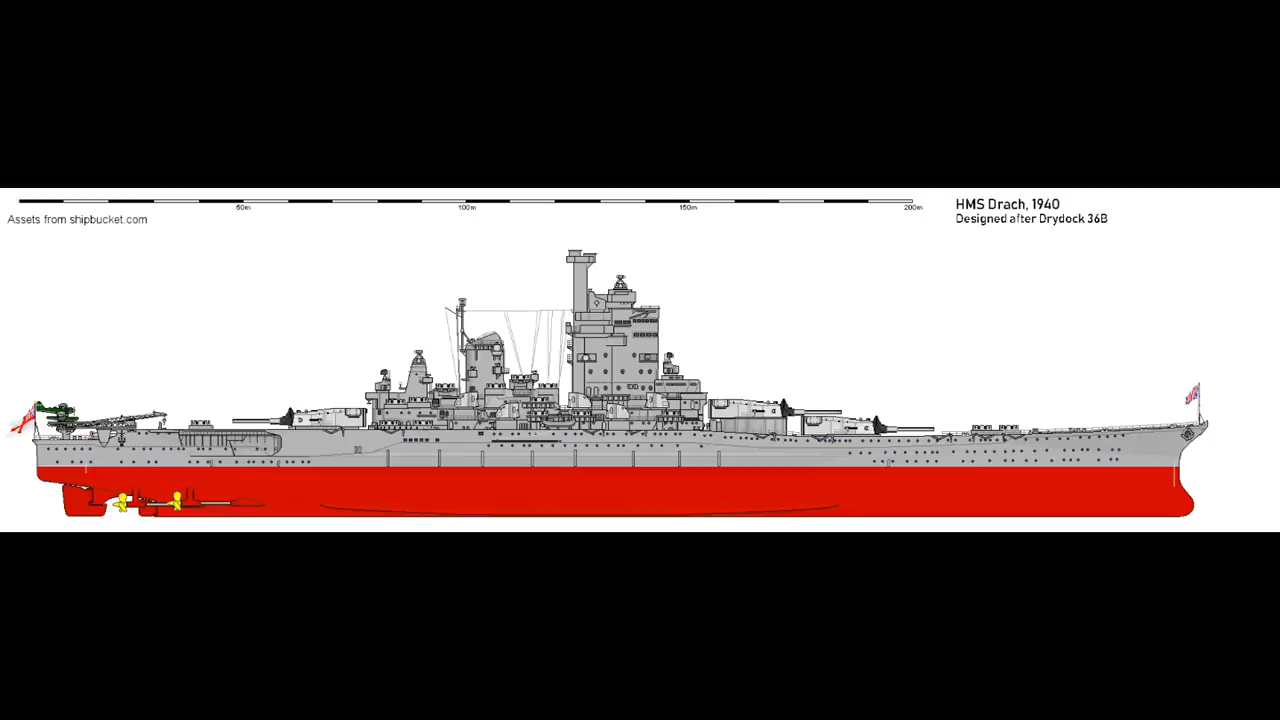 50m
100m
150m
200m
HMS Drach, 1940
Assets from shipbucket.com
Designed after Drydock 36B